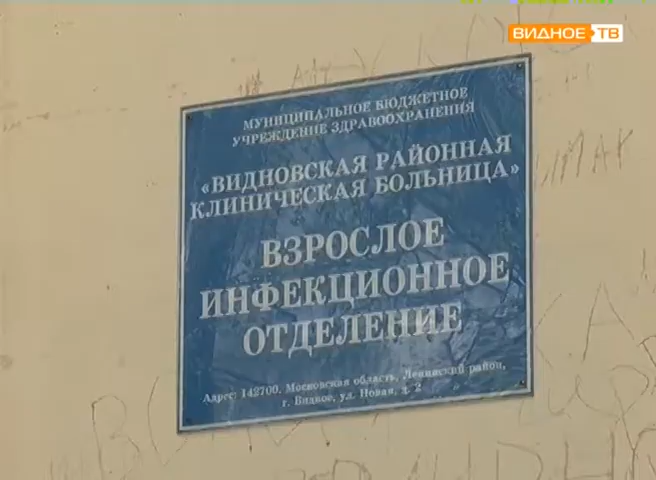 ВИДНОЕ ТВ
МУНИЦИПАЛЬНОЕ БЮДЖЕТНОЕ
УЧРЕЖДЕНИЕ ЗДРАВООХРАНЕНИЯ
«ВИДНОВСКАЯ РАЙОННАЯ
КЛИНИЧЕСКАЯ БОЛЬНИЦА»
ВЗРОСЛОЕ
ИНФЕКЦИОННОЕ
ОТДЕЛЕНИЕ
Адрес: 142700, Московская область, Ленинский район,
г. Видное, ул. Новая, д. 2